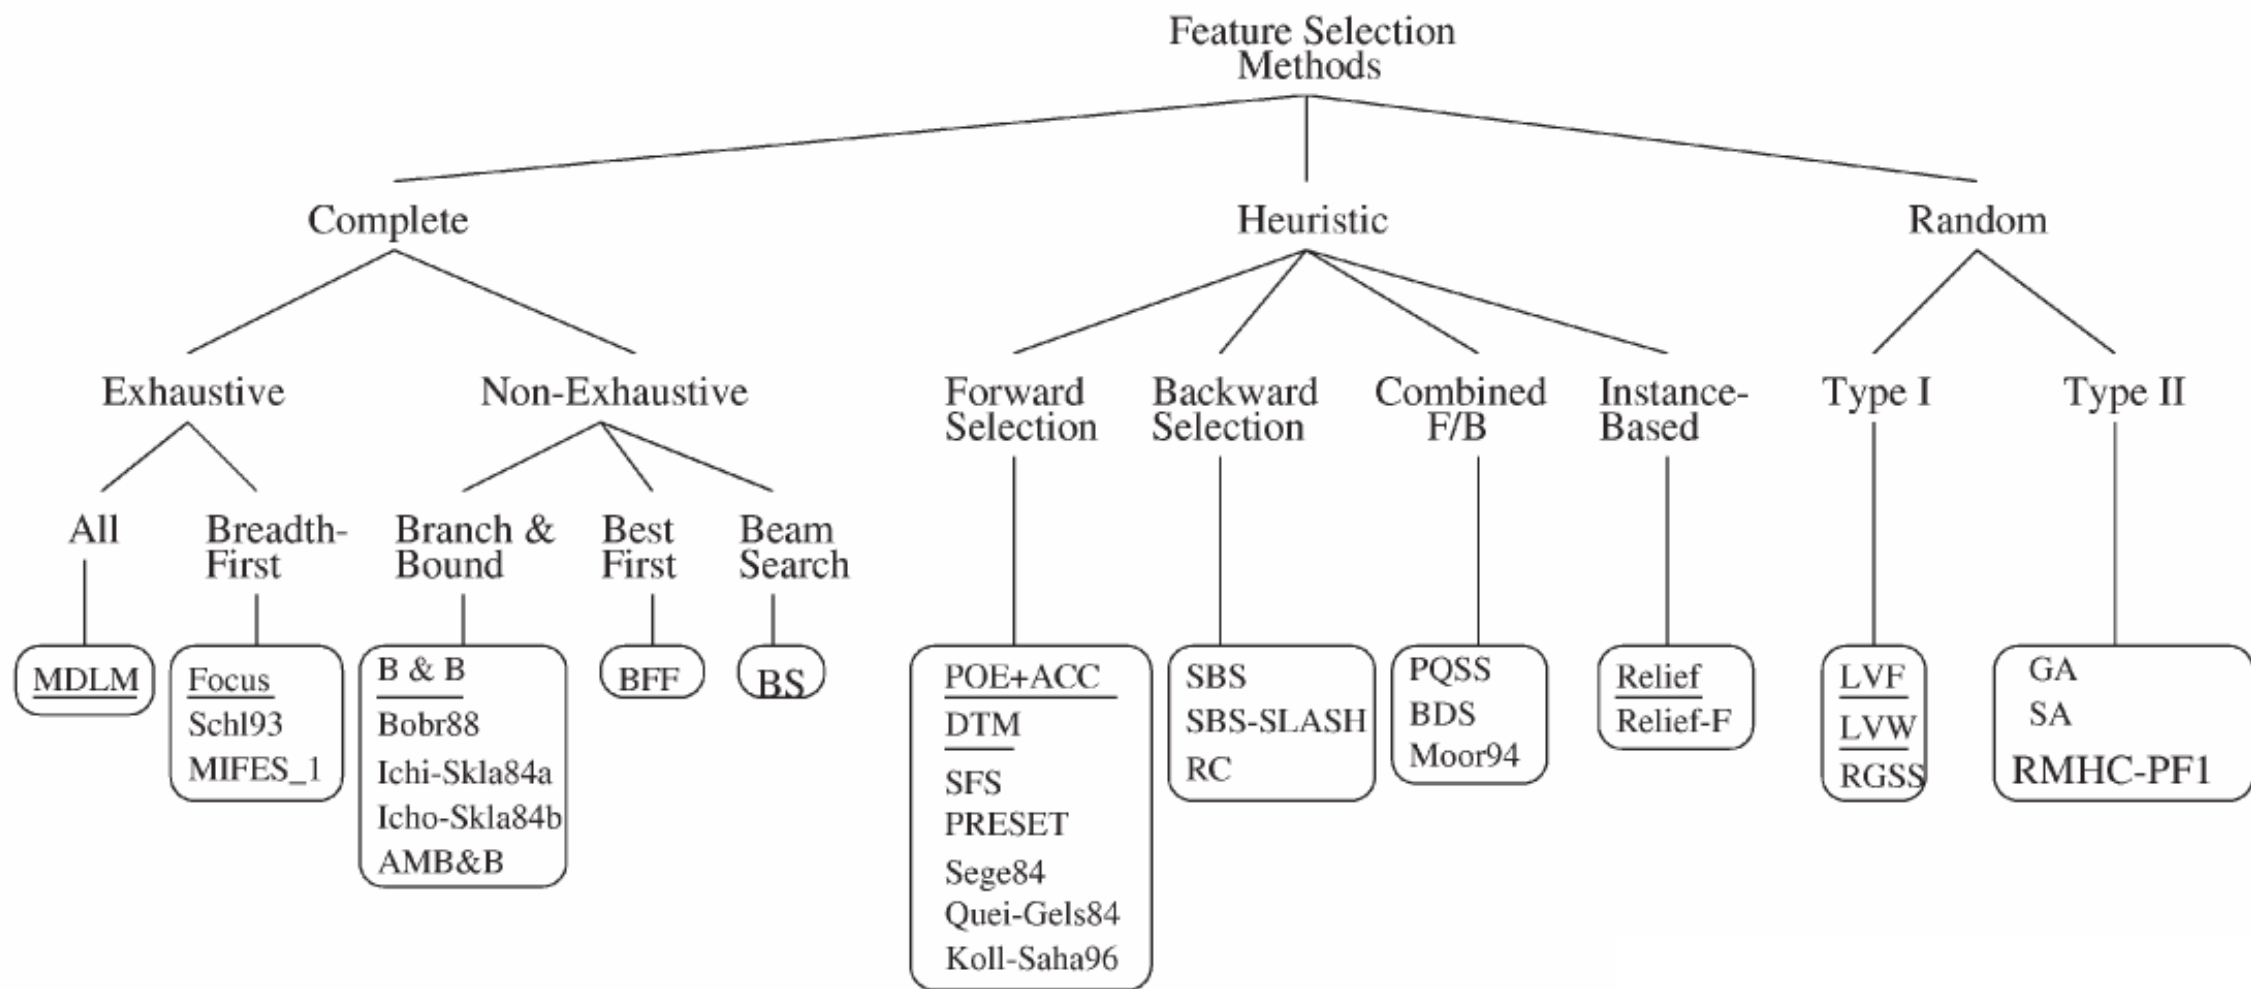 Feature Selection
Methods
Complete
Heuristic
Random
Exhaustive
Non-Exhaustive
Forward
Selection
Backward
Selection
Combined
F/B
Instance-
Based
Type I
Type II
All
Breadth-
First
Branch &
Bound
Best
First
Beam
Search
MDLM
Focus
Schl93
MIFES_1
B & B
Bobr88
Ichi-Skla84a
Icho-Skla84b
AMB&B
BFF
BS
POE+ACC
DTM
SFS
PRESET
Sege84
Quei-Gels84
Koll-Saha96
SBS
SBS-SLASH
RC
PQSS
BDS
Moor94
Relief
Relief-F
LVF
LVW
RGSS
GA
SA
RMHC-PF1